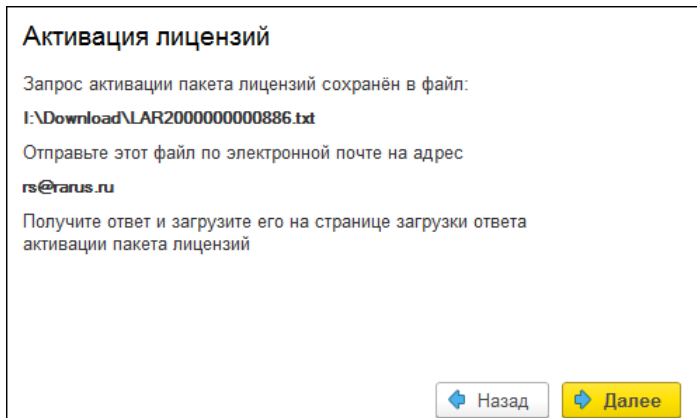 Активация лицензий
Запрос активации пакета лицензий сохранён в файл:
I:\Download\LAR2000000000886.txt
Отправьте этот файл по электронной почте на адрес
rs@rarus.ru
Получите ответ и загрузите его на странице загрузки ответа
активации пакета лицензий
Назад
Далее